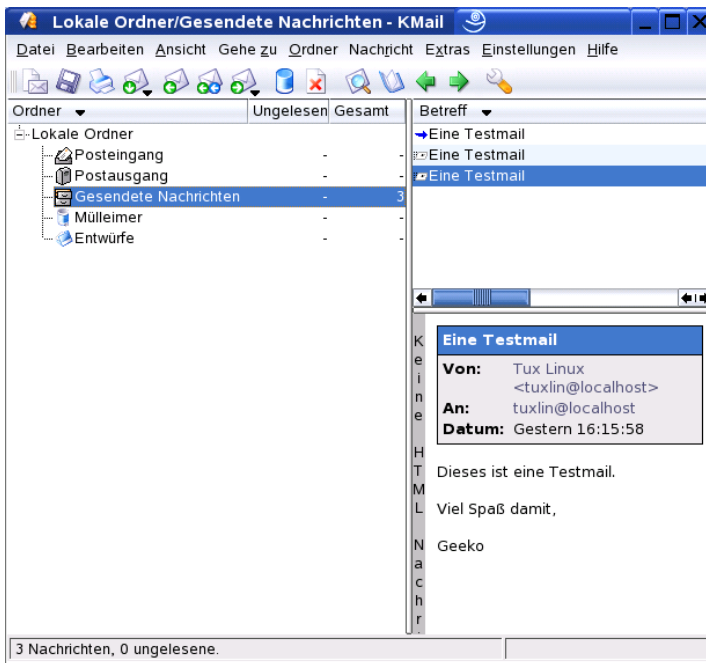 Lokale Ordner/Gesendete Nachrichten - KMail
Datei Bearbeiten Ansicht Gehe zu Ordner Nachricht Extras Einstellungen Hilfe
Ordner Ungelesen Gesamt
Lokale Ordner
Posteingang - -
Postausgang - -
Gesendete Nachrichten - 3
Mülleimer - -
Entwürfe - -
Betreff
Eine Testmail
Eine Testmail
Eine Testmail
Keine HTML Nachr
Eine Testmail
Von: Tux Linux
<tuxlin@localhost>
An: tuxlin@localhost
Datum: Gestern 16:15:58
Dieses ist eine Testmail.
Viel Spaß damit,
Geeko
3 Nachrichten, 0 ungelesene.